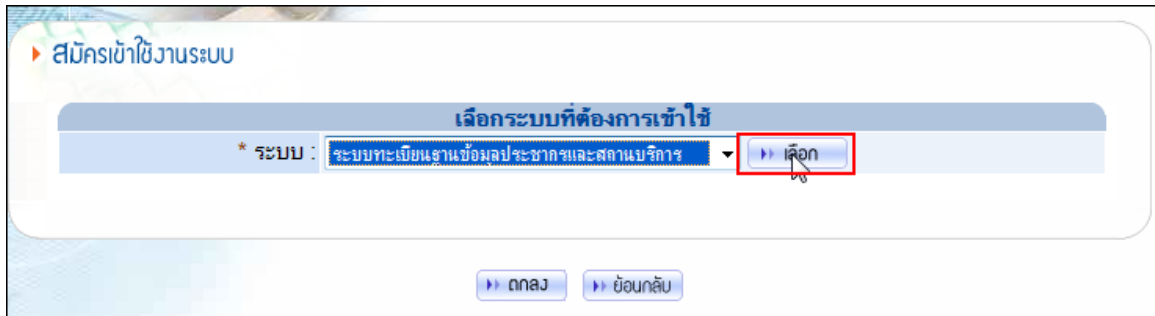 สมัครเข้าใช้งานระบบ
เลือกระบบที่ต้องการเข้าใช้
* ระบบ : ระบบทะเบียนฐานข้อมูลประชากรและสถานบริการ เลือก
ตกลง ย้อนกลับ